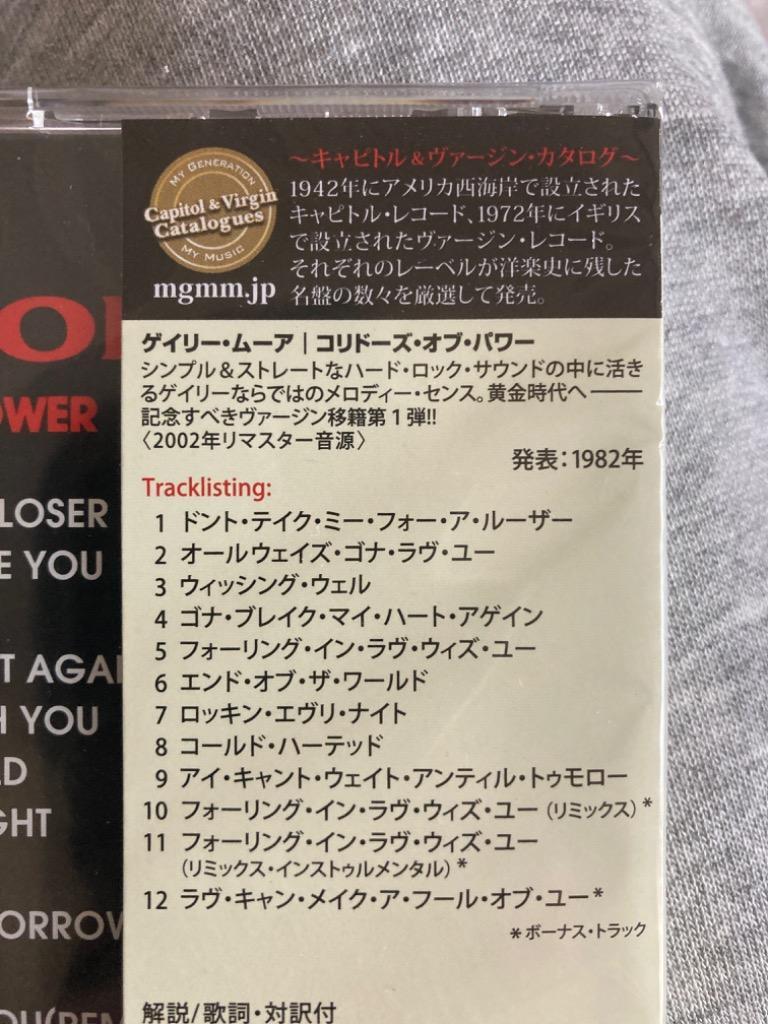 MY GENERATION
Capitol & Virgin
Catalogues
MY MUSIC
mgmm.jp
～キャピトル＆ヴァージン・カタログ～
1942年にアメリカ西海岸で設立された
キャピトル・レコード、1972年にイギリス
で設立されたヴァージン・レコード。
それぞれのレーベルが洋楽史に残した
名盤の数々を厳選して発売。
ゲイリー・ムーア｜コリドーズ・オブ・パワー
シンプル＆ストレートなハード・ロック・サウンドの中に活き
るゲイリーならではのメロディー・センス。黄金時代へ――
記念すべきヴァージン移籍第1弾!!
〈2002年リマスター音源〉
発表：1982年
Tracklisting:
1 ドント・テイク・ミー・フォー・ア・ルーザー
2 オールウェイズ・ゴナ・ラヴ・ユー
3 ウィッシング・ウェル
4 ゴナ・ブレイク・マイ・ハート・アゲイン
5 フォーリング・イン・ラヴ・ウィズ・ユー
6 エンド・オブ・ザ・ワールド
7 ロッキン・エヴリ・ナイト
8 コールド・ハーテッド
9 アイ・キャント・ウェイト・アンティル・トゥモロー
10 フォーリング・イン・ラヴ・ウィズ・ユー（リミックス）*
11 フォーリング・イン・ラヴ・ウィズ・ユー
（リミックス・インストゥルメンタル）*
12 ラヴ・キャン・メイク・ア・フール・オブ・ユー*
*ボーナス・トラック
解説/歌詞・対訳付
OWER
LOSER
E YOU
T AGAI
H YOU
LD
GHT
ORROW
OU(REM